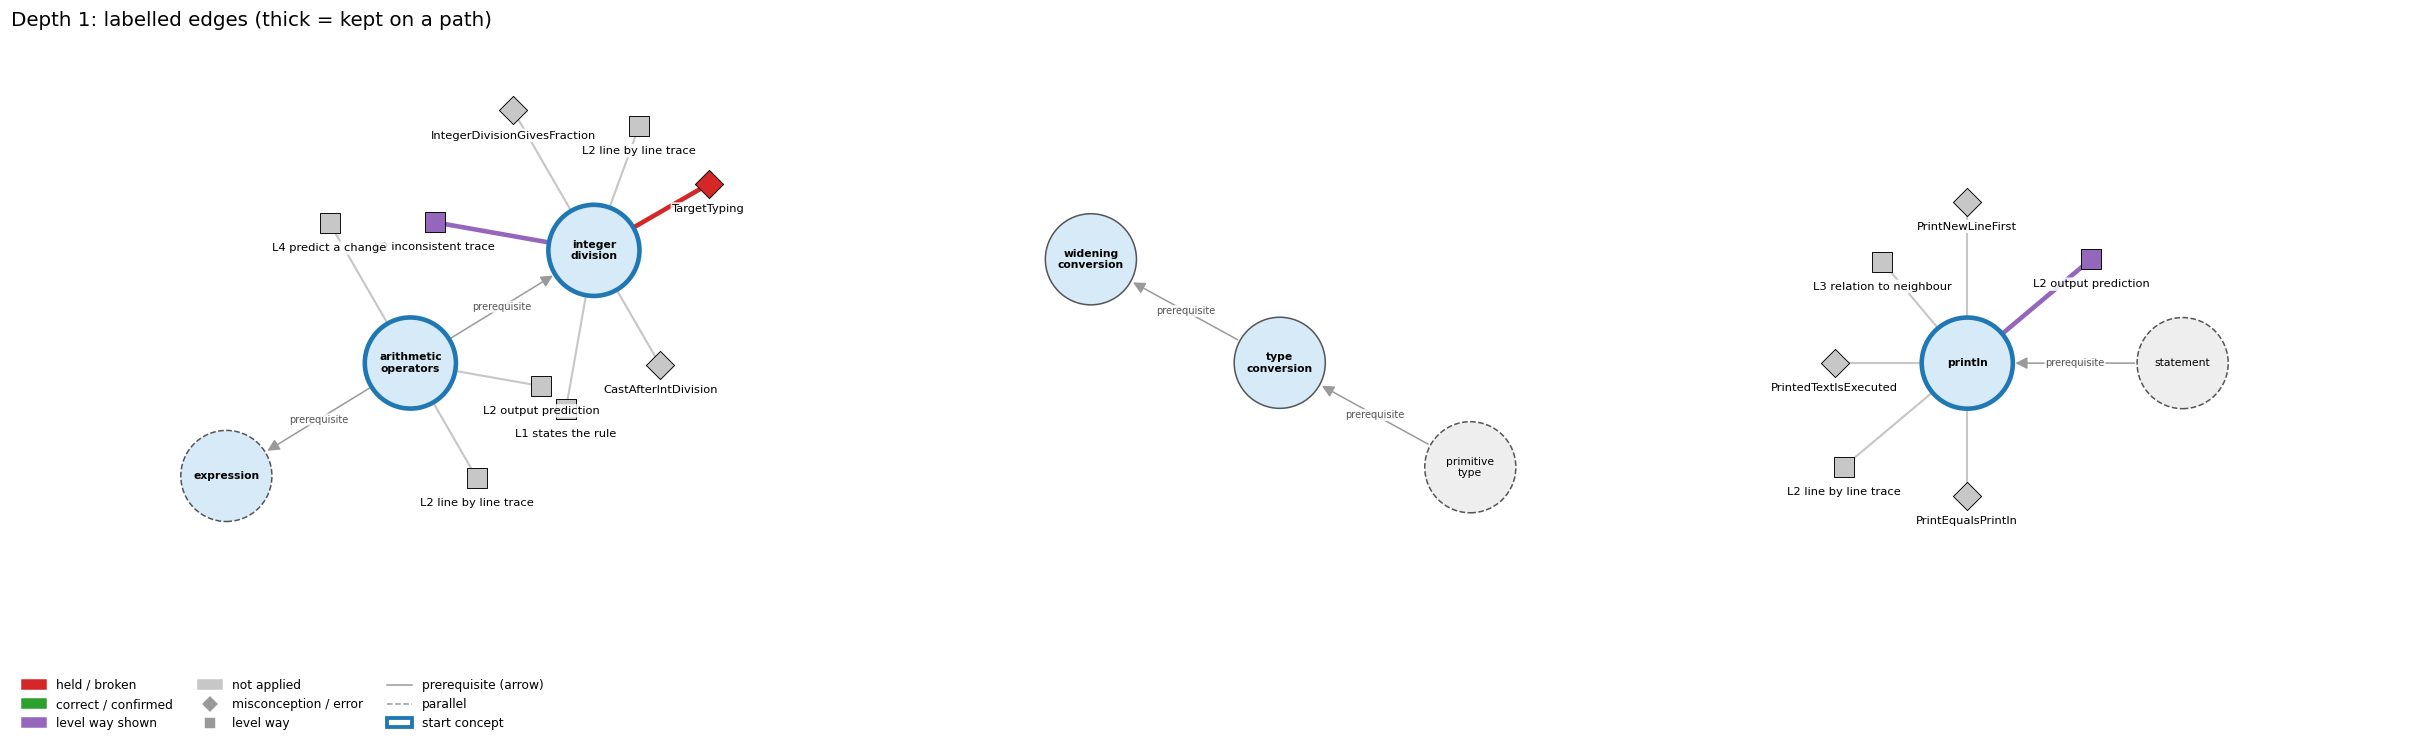 Depth 1: labelled edges (thick = kept on a path)
IntegerDivisionGivesFraction
L2 line by line trace
TargetTyping
L4 predict a change
inconsistent trace
integer
division
prerequisite
arithmetic
operators
CastAfterIntDivision
L2 output prediction
L1 states the rule
prerequisite
expression
L2 line by line trace
widening
conversion
prerequisite
type
conversion
prerequisite
primitive
type
PrintNewLineFirst
L3 relation to neighbour
L2 output prediction
println
prerequisite
statement
PrintedTextIsExecuted
L2 line by line trace
PrintEqualsPrintln
held / broken
correct / confirmed
level way shown
not applied
misconception / error
level way
prerequisite (arrow)
parallel
start concept